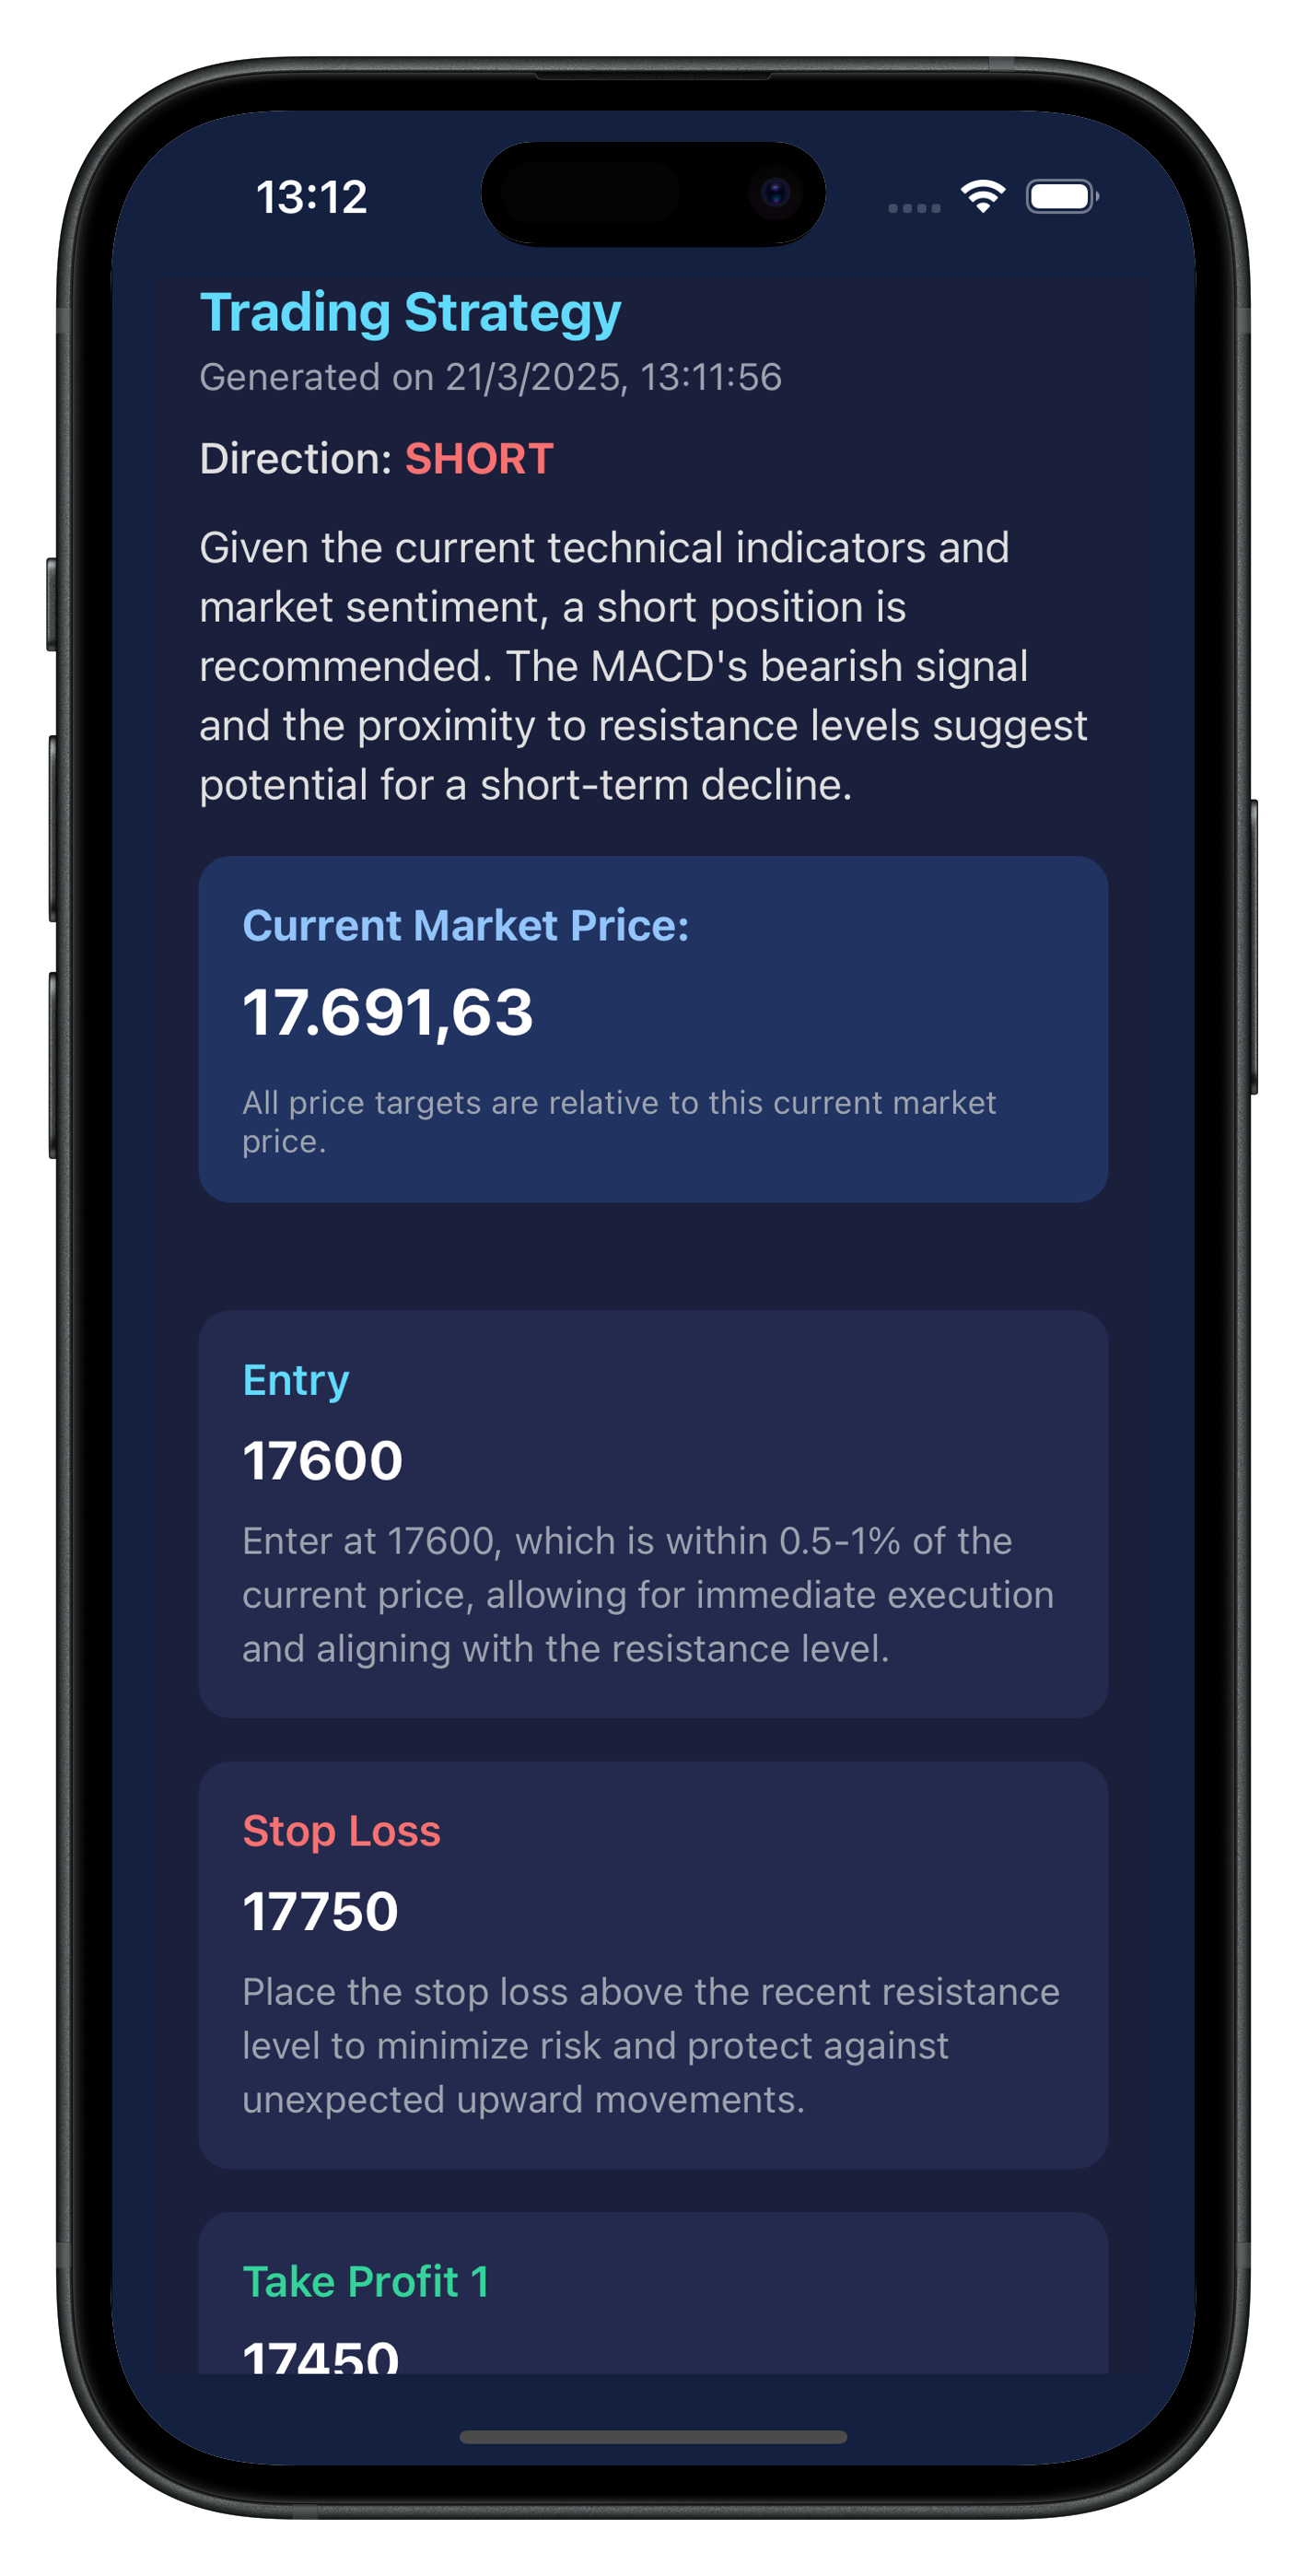 13:12
Trading Strategy
Generated on 21/3/2025, 13:11:56
Direction: SHORT
Given the current technical indicators and
market sentiment, a short position is
recommended. The MACD's bearish signal
and the proximity to resistance levels suggest
potential for a short-term decline.
Current Market Price:
17.691,63
All price targets are relative to this current market
price.
Entry
17600
Enter at 17600, which is within 0.5-1% of the
current price, allowing for immediate execution
and aligning with the resistance level.
Stop Loss
17750
Place the stop loss above the recent resistance
level to minimize risk and protect against
unexpected upward movements.
Take Profit 1
17450